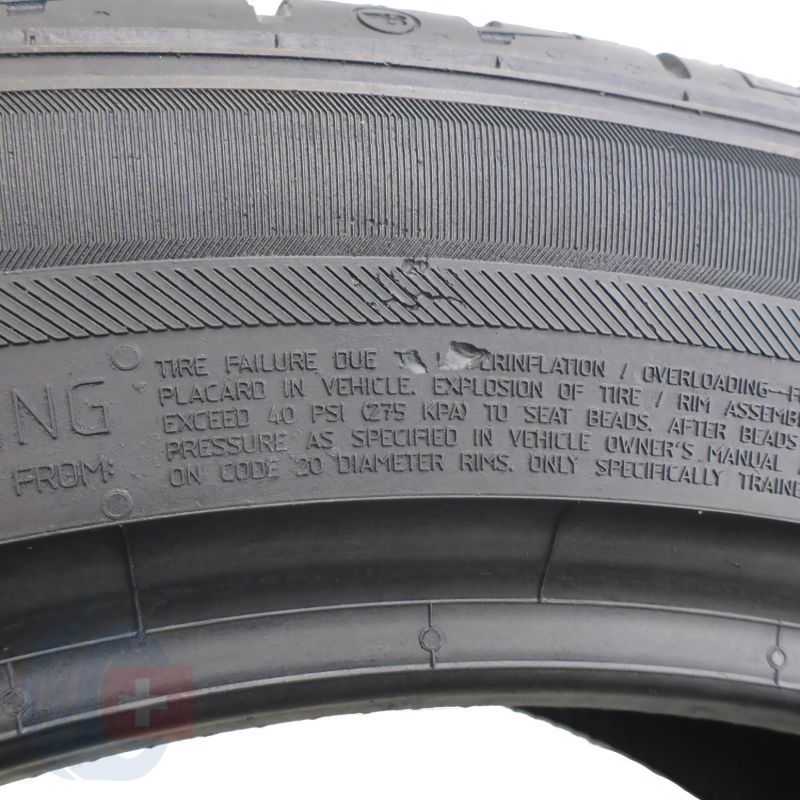 TIRE FAILURE DUE /OVERLOADING–F
PLACARD IN VEHICLE. EXPLOSION OF TIRE / RIM ASSEMB
ING EXCEED 40 PSI (275 KPA) TO SEAT BEADS. AFTER BEADS
PRESSURE AS SPECIFIED IN VEHICLE OWNER'S MANUAL
FROM: ON CODE 20 DIAMETER RIMS. ONLY SPECIFICALLY TRAINE